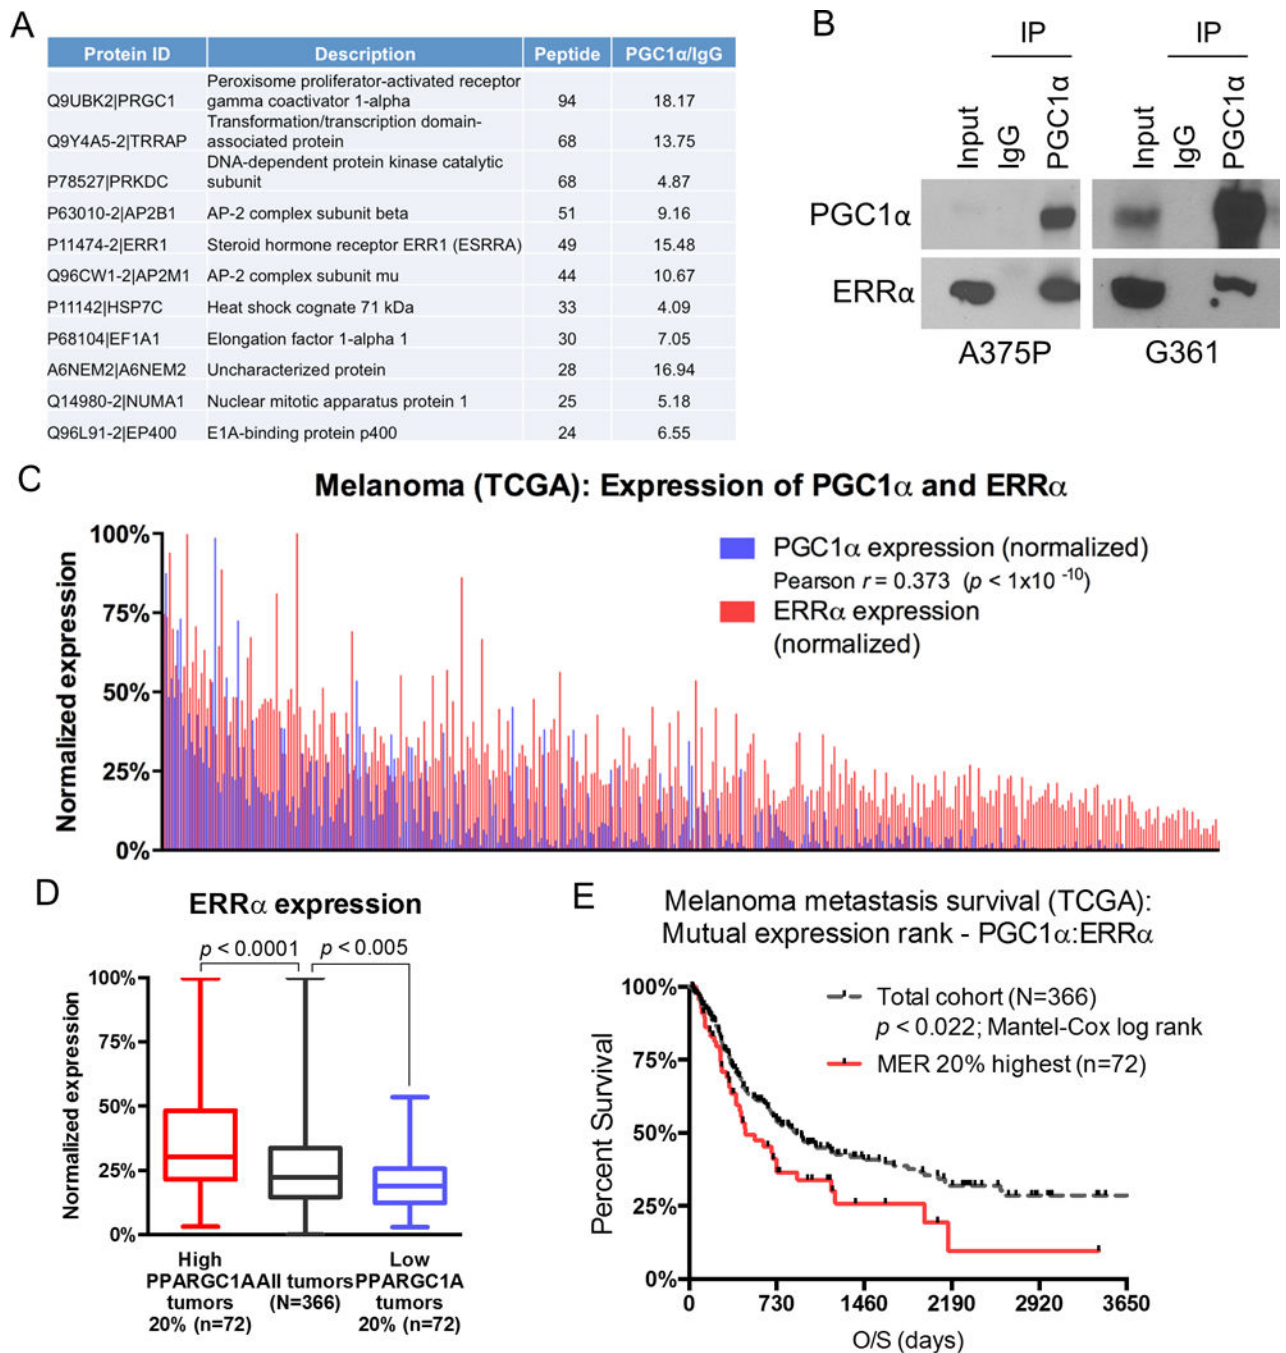 A
Protein ID Description Peptide PGC1α/IgG
Peroxisome proliferator-activated receptor
Q9UBK2|PRGC1 gamma coactivator 1-alpha 94 18.17
Transformation/transcription domain-
Q9Y4A5-2|TRRAP associated protein 68 13.75
DNA-dependent protein kinase catalytic
P78527|PRKDC subunit 68 4.87
P63010-2|AP2B1 AP-2 complex subunit beta 51 9.16
P11474-2|ERR1 Steroid hormone receptor ERR1 (ESRRA) 49 15.48
Q96CW1-2|AP2M1 AP-2 complex subunit mu 44 10.67
P11142|HSP7C Heat shock cognate 71 kDa 33 4.09
P68104|EF1A1 Elongation factor 1-alpha 1 30 7.05
A6NEM2|A6NEM2 Uncharacterized protein 28 16.94
Q14980-2|NUMA1 Nuclear mitotic apparatus protein 1 25 5.18
Q96L91-2|EP400 E1A-binding protein p400 24 6.55
B
IP IP
Input IgG PGC1α Input IgG PGC1α
PGC1α
ERRα
A375P G361
C
Melanoma (TCGA): Expression of PGC1α and ERRα
Normalized expression
100%
75%
50%
25%
0%
PGC1α expression (normalized)
Pearson r = 0.373 (p < 1x10 -10)
ERRα expression
(normalized)
D
ERRα expression
p < 0.0001 p < 0.005
Normalized expression
100%
75%
50%
25%
0%
High Low
PPARGC1A All tumors PPARGC1A
tumors (N=366) tumors
20% (n=72) 20% (n=72)
E
Melanoma metastasis survival (TCGA):
Mutual expression rank - PGC1α:ERRα
Percent Survival
100%
75%
50%
25%
0%
Total cohort (N=366)
p < 0.022; Mantel-Cox log rank
MER 20% highest (n=72)
0 730 1460 2190 2920 3650
O/S (days)